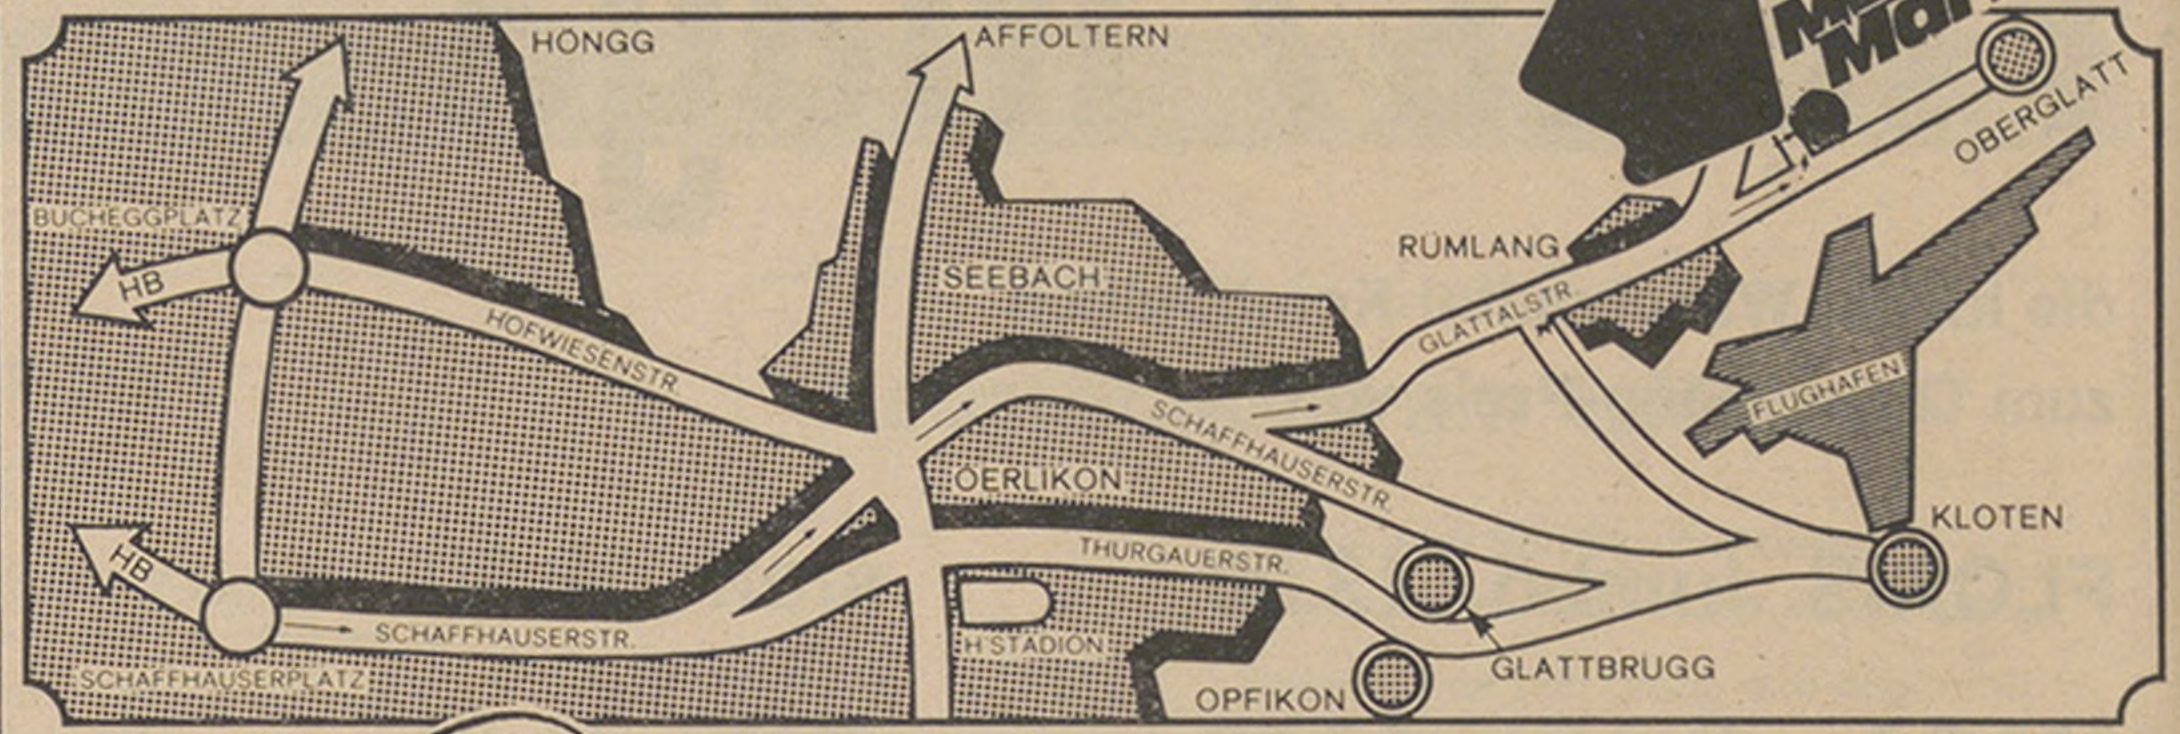 HÖNGG
AFFOLTERN
OBERGLATT
BUCHEGGPLATZ
HB
SEEBACH
RÜMLANG
HOFWIESENSTR.
GLATTALSTR.
SCHAFFHAUSERSTR.
FLUGHAFEN
OERLIKON
KLOTEN
THURGAUERSTR.
HB
SCHAFFHAUSERSTR.
H'STADION
GLATTBRUGG
SCHAFFHAUSERPLATZ
OPFIKON